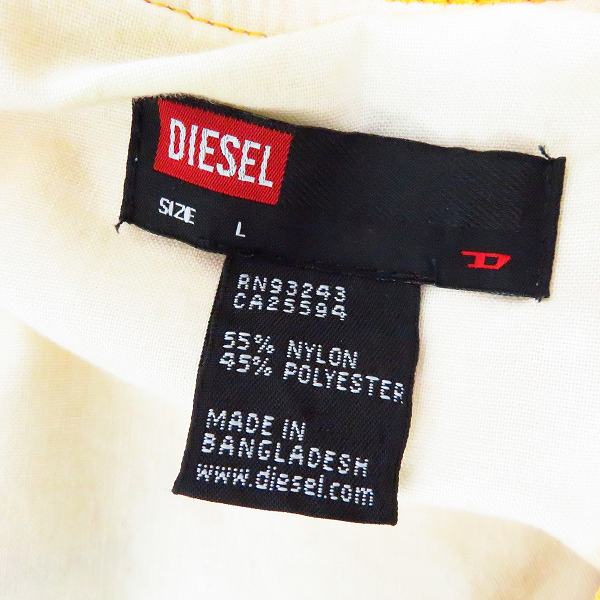 DIESEL
SIZE L
RN93243
CA25594
55% NYLON
45% POLYESTER
MADE IN
BANGLADESH
www.diesel.com